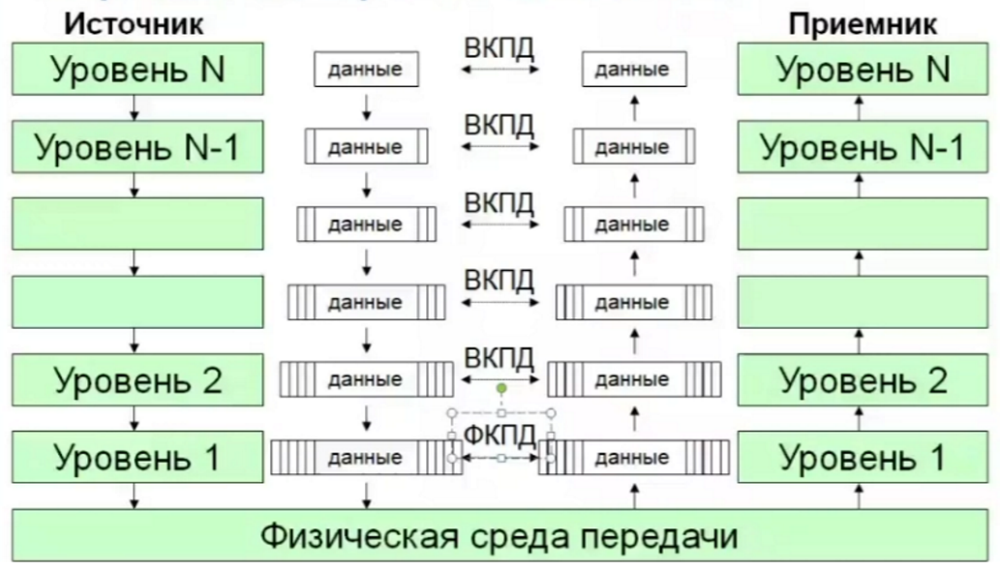 Источник
Приемник
Уровень N
данные
ВКПД
данные
Уровень N
Уровень N-1
данные
ВКПД
данные
Уровень N-1
данные
ВКПД
данные
данные
ВКПД
данные
Уровень 2
данные
ВКПД
данные
Уровень 2
Уровень 1
данные
ФКПД
данные
Уровень 1
Физическая среда передачи